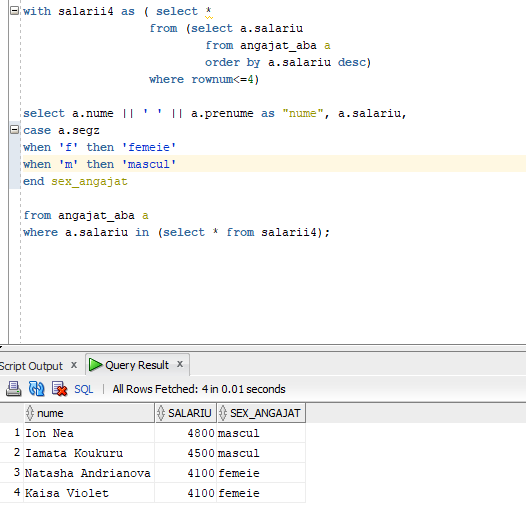 with salarii4 as ( select *
from (select a.salariu
from angajat_aba a
order by a.salariu desc)
where rownum<=4)
select a.nume || ' ' || a.prenume as "nume", a.salariu,
case a.segz
when 'f' then 'femeie'
when 'm' then 'mascul'
end sex_angajat
from angajat_aba a
where a.salariu in (select * from salarii4);
Script Output x Query Result x
SQL | All Rows Fetched: 4 in 0.01 seconds
nume SALARIU SEX_ANGAJAT
1 Ion Nea 4800 mascul
2 Iamata Koukuru 4500 mascul
3 Natasha Andrianova 4100 femeie
4 Kaisa Violet 4100 femeie